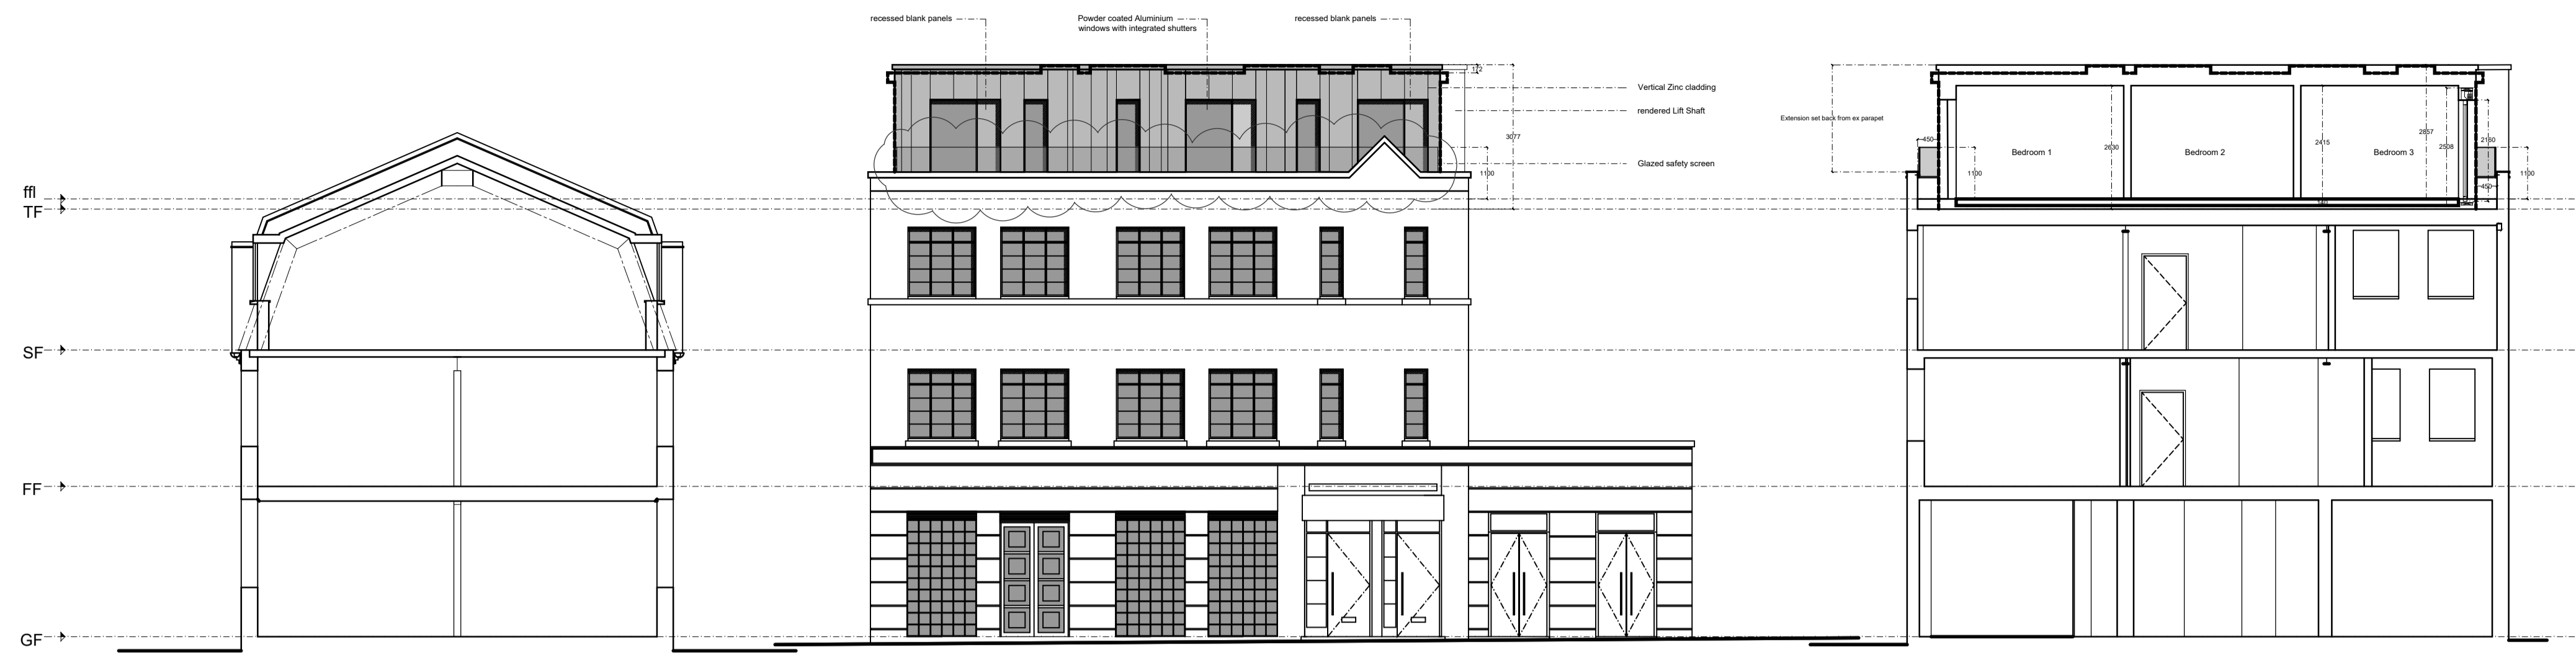 recessed blank panels
Powder coated Aluminium
windows with integrated shutters
recessed blank panels
172
Vertical Zinc cladding
rendered Lift Shaft
3077
Glazed safety screen
1100
Extension set back from ex parapet
450
1100
Bedroom 1
2630
Bedroom 2
2415
Bedroom 3
2857
2508
2160
450
1100
ffl
TF
SF
FF
GF